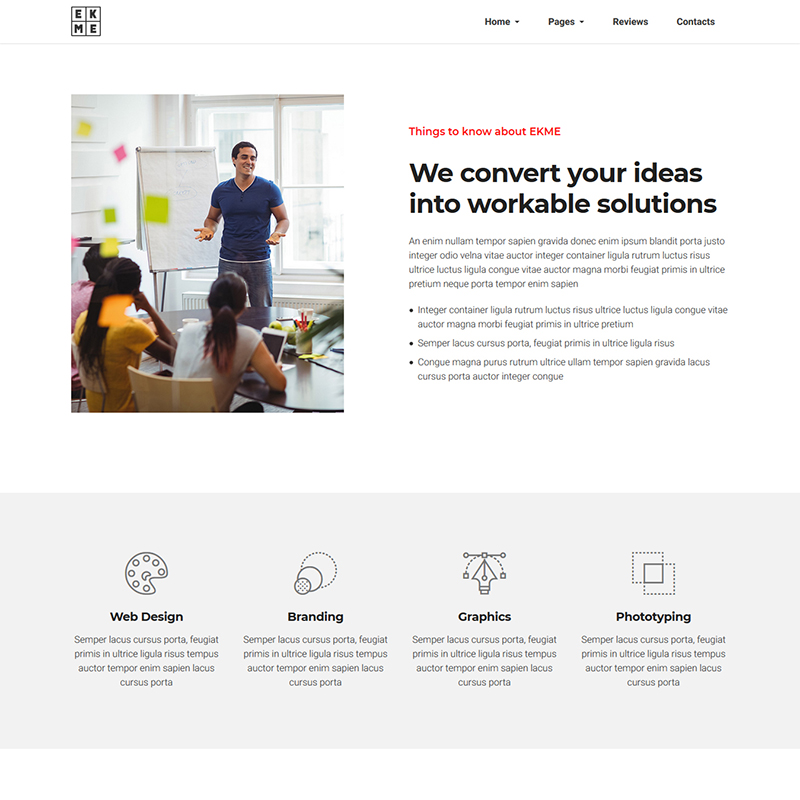 EK
ME
Home Pages Reviews Contacts
Things to know about EKME
We convert your ideas
into workable solutions
An enim nullam tempor sapien gravida donec enim ipsum blandit porta justo
integer odio velna vitae auctor integer container ligula rutrum luctus risus
ultrice luctus ligula congue vitae auctor magna morbi feugiat primis in ultrice
pretium neque porta tempor enim sapien
• Integer container ligula rutrum luctus risus ultrice luctus ligula congue vitae
auctor magna morbi feugiat primis in ultrice pretium
• Semper lacus cursus porta, feugiat primis in ultrice ligula risus
• Congue magna purus rutrum ultrice ullam tempor sapien gravida lacus
cursus porta auctor integer congue
Web Design
Semper lacus cursus porta, feugiat
primis in ultrice ligula risus tempus
auctor tempor enim sapien lacus
cursus porta
Branding
Semper lacus cursus porta, feugiat
primis in ultrice ligula risus tempus
auctor tempor enim sapien lacus
cursus porta
Graphics
Semper lacus cursus porta, feugiat
primis in ultrice ligula risus tempus
auctor tempor enim sapien lacus
cursus porta
Phototyping
Semper lacus cursus porta, feugiat
primis in ultrice ligula risus tempus
auctor tempor enim sapien lacus
cursus porta